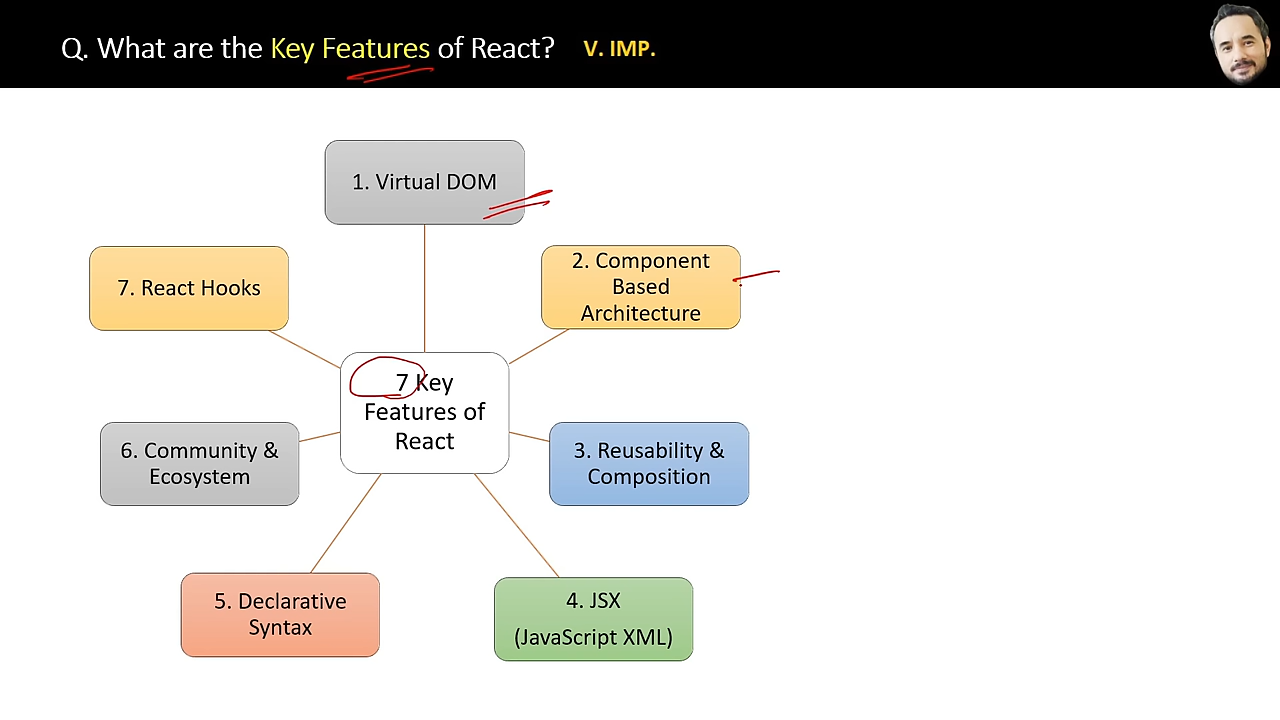 Q. What are the Key Features of React? V. IMP.
1. Virtual DOM
2. Component
Based
Architecture
7. React Hooks
7 Key
Features of
React
3. Reusability &
Composition
6. Community &
Ecosystem
4. JSX
(JavaScript XML)
5. Declarative
Syntax